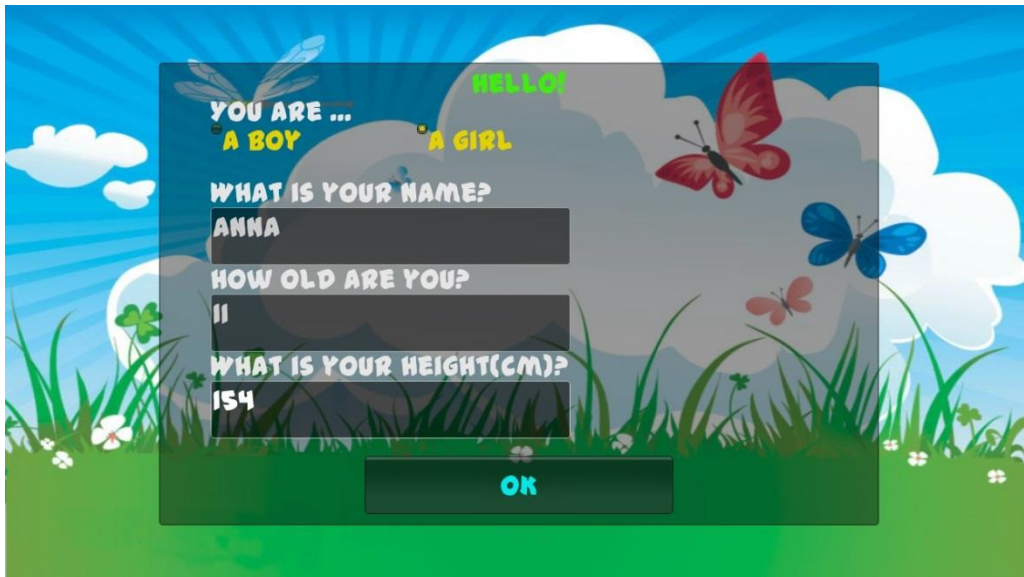 HELLO!
YOU ARE ...
A BOY A GIRL
WHAT IS YOUR NAME?
ANNA
HOW OLD ARE YOU?
11
WHAT IS YOUR HEIGHT(CM)?
154
OK